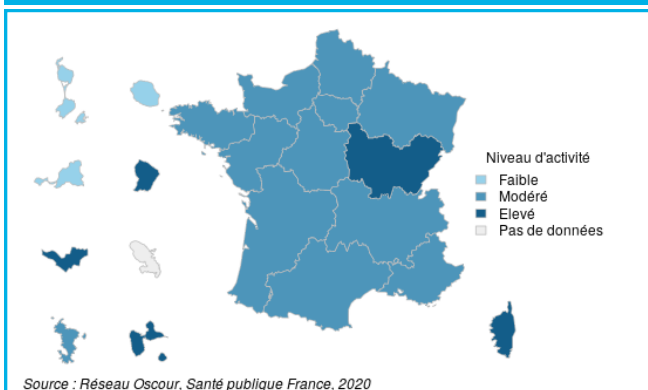 Niveau d'activité
Faible
Modéré
Elevé
Pas de données
Source : Réseau Oscour, Santé publique France, 2020